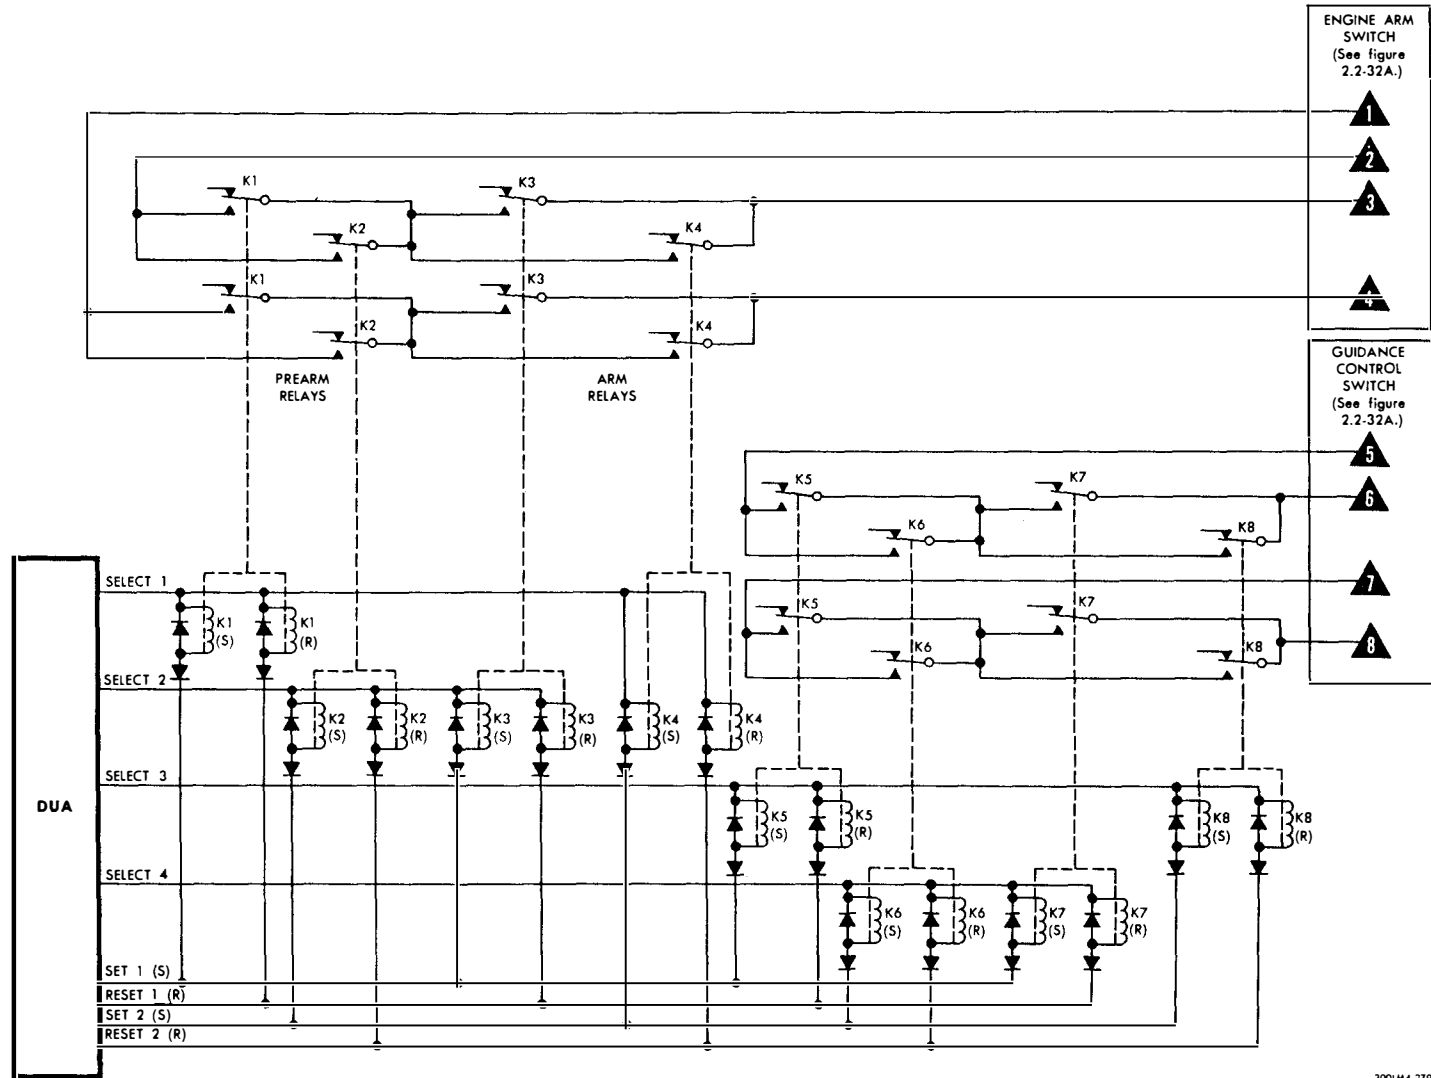 ENGINE ARM
SWITCH
(See figure
2.2-32A.)
1
2
3
4
K1
K3
K2
K4
K1
K3
K2
K4
PREARM
RELAYS
ARM
RELAYS
GUIDANCE
CONTROL
SWITCH
(See figure
2.2-32A.)
5
6
7
8
K5
K7
K6
K8
K5
K7
K6
K8
DUA
SELECT 1
K1
(S)
K1
(R)
SELECT 2
K2
(S)
K2
(R)
K3
(S)
K3
(R)
K4
(S)
K4
(R)
SELECT 3
K5
(S)
K5
(R)
K8
(S)
K8
(R)
SELECT 4
K6
(S)
K6
(R)
K7
(S)
K7
(R)
SET 1 (S)
RESET 1 (R)
SET 2 (S)
RESET 2 (R)